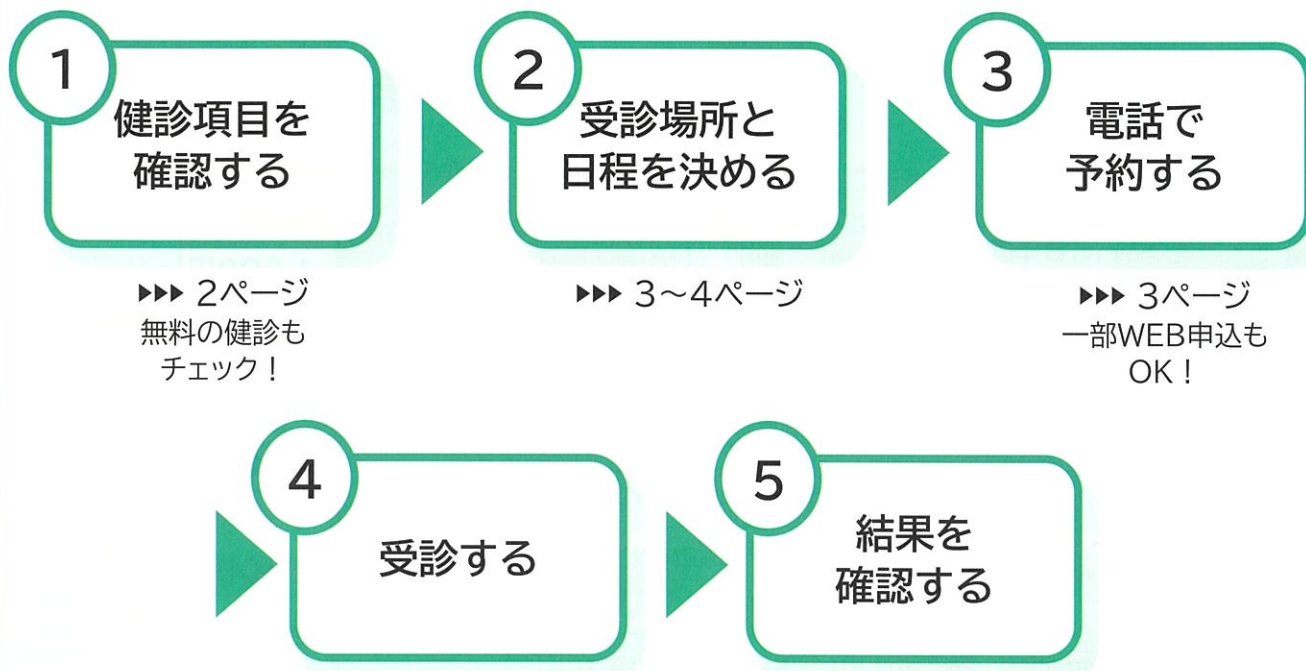 1
健診項目を
確認する
▶▶▶ 2ページ
無料の健診も
チェック！
2
受診場所と
日程を決める
▶▶▶ 3～4ページ
3
電話で
予約する
▶▶▶ 3ページ
一部WEB申込も
OK！
4
受診する
5
結果を
確認する